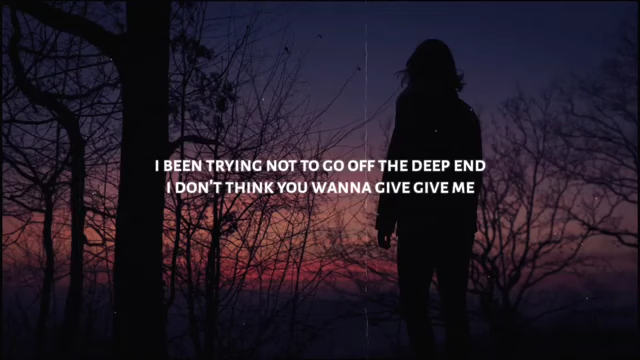 I BEEN TRYING NOT TO GO OFF THE DEEP END
I DON'T THINK YOU WANNA GIVE GIVE ME